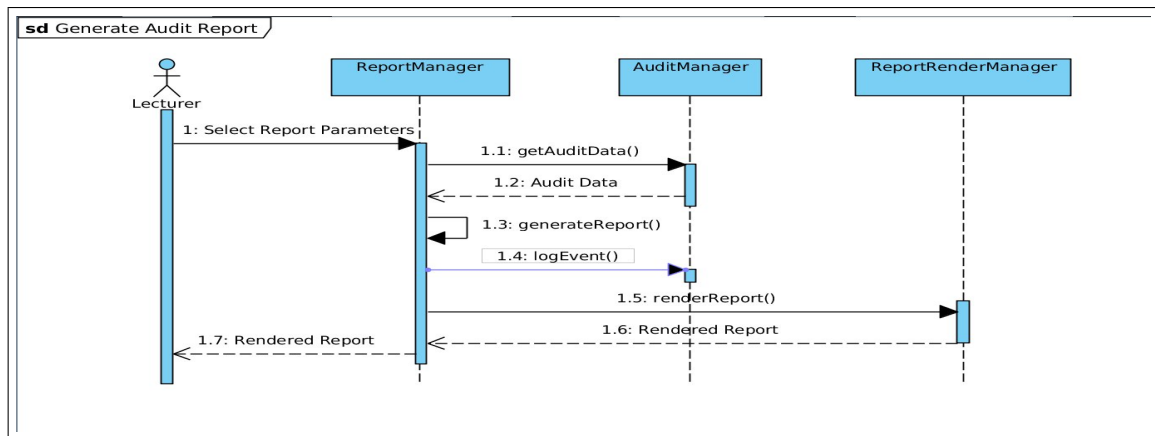 sd Generate Audit Report
ReportManager
AuditManager
ReportRenderManager
Lecturer
1: Select Report Parameters
1.1: getAuditData()
1.2: Audit Data
1.3: generateReport()
1.4: logEvent()
1.5: renderReport()
1.6: Rendered Report
1.7: Rendered Report